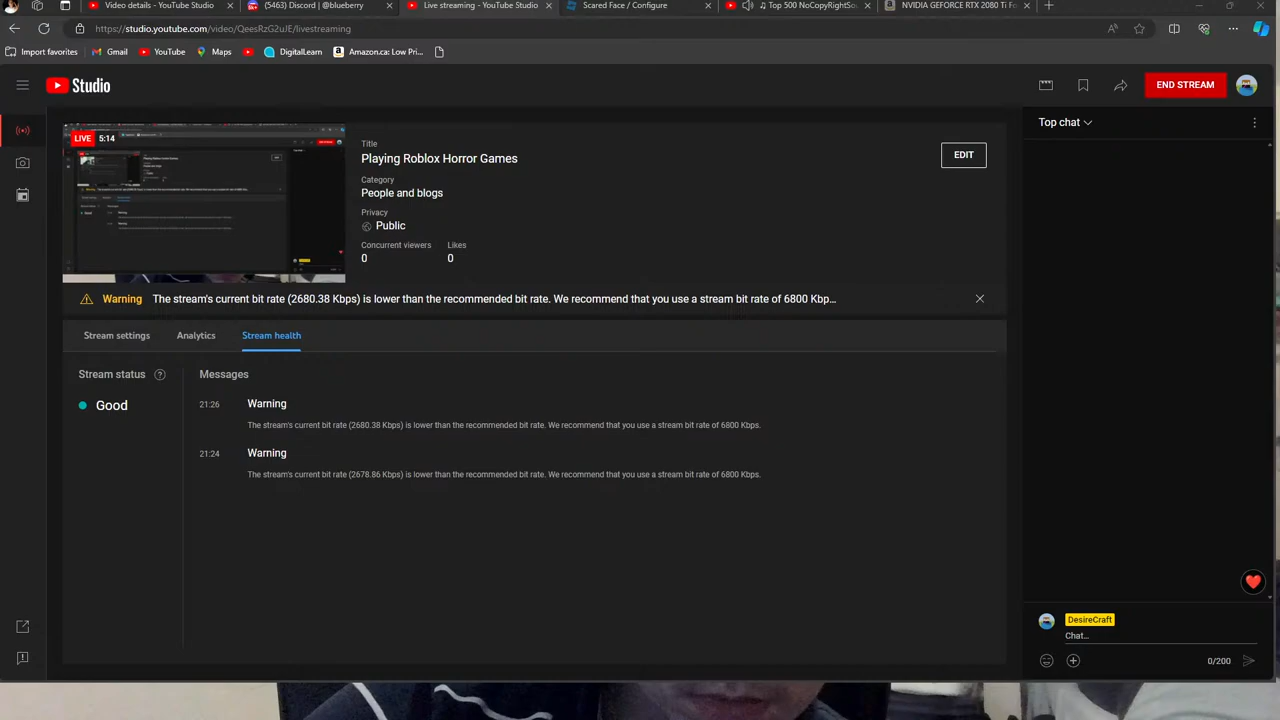 Video details - YouTube Studio
(5463) Discord | @blueberry
Live streaming - YouTube Studio
Scared Face / Configure
♫ Top 50 NoCopyRightSou
NVIDIA GEFORCE RTX 2080 Ti Fo
https://studio.youtube.com/video/QeesRzG2uJE/livestreaming
Import favorites
Gmail
YouTube
Maps
DigitalLearn
Amazon.ca: Low Pri...
Studio
END STREAM
LIVE 5:14
Title
Playing Roblox Horror Games
EDIT
Category
People and blogs
Privacy
Public
Concurrent viewers
Likes
0
0
Warning The stream's current bit rate (2680.38 Kbps) is lower than the recommended bit rate. We recommend that you use a stream bit rate of 6800 Kbp...
Stream settings
Analytics
Stream health
Stream status
Good
Messages
21:26 Warning
The stream's current bit rate (2680.38 Kbps) is lower than the recommended bit rate. We recommend that you use a stream bit rate of 6800 Kbps.
21:24 Warning
The stream's current bit rate (2678.86 Kbps) is lower than the recommended bit rate. We recommend that you use a stream bit rate of 6800 Kbps.
Top chat
DesireCraft
Chat...
0/200